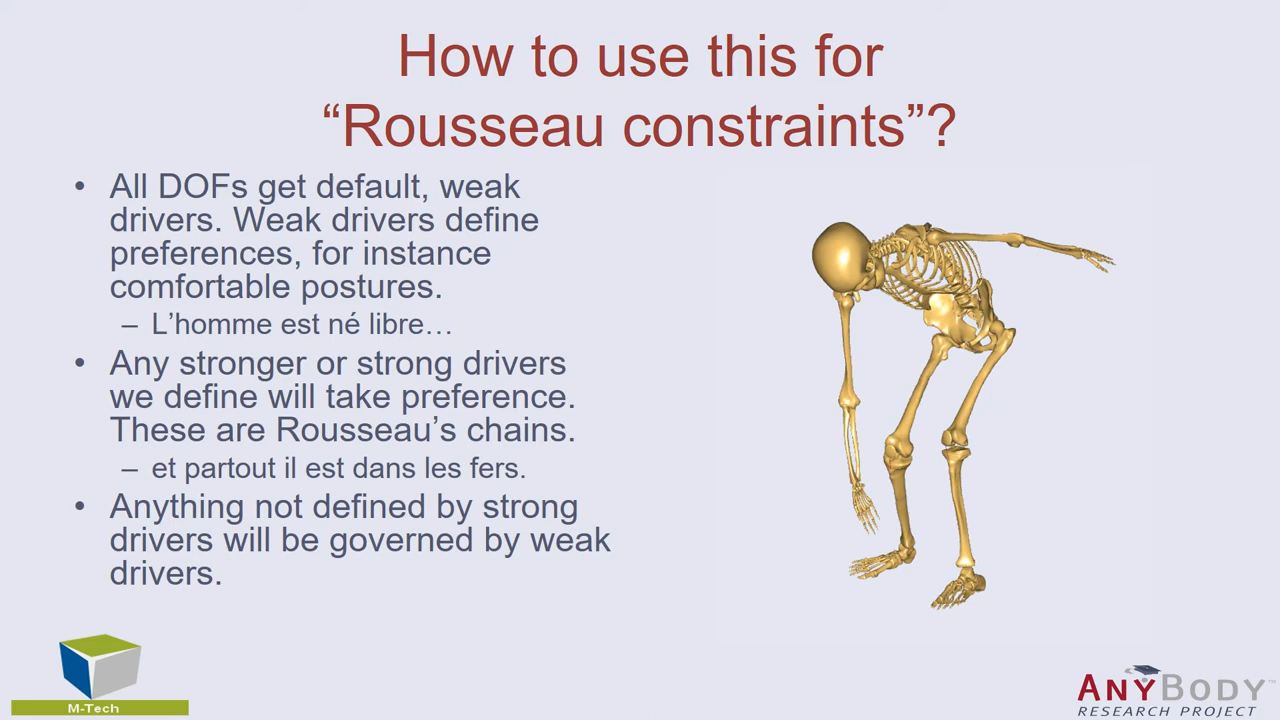 How to use this for
“Rousseau constraints”?
• All DOFs get default, weak
drivers. Weak drivers define
preferences, for instance
comfortable postures.
– L’homme est né libre…
• Any stronger or strong drivers
we define will take preference.
These are Rousseau’s chains.
– et partout il est dans les fers.
• Anything not defined by strong
drivers will be governed by weak
drivers.
M-Tech
ANYBODY™
RESEARCH PROJECT